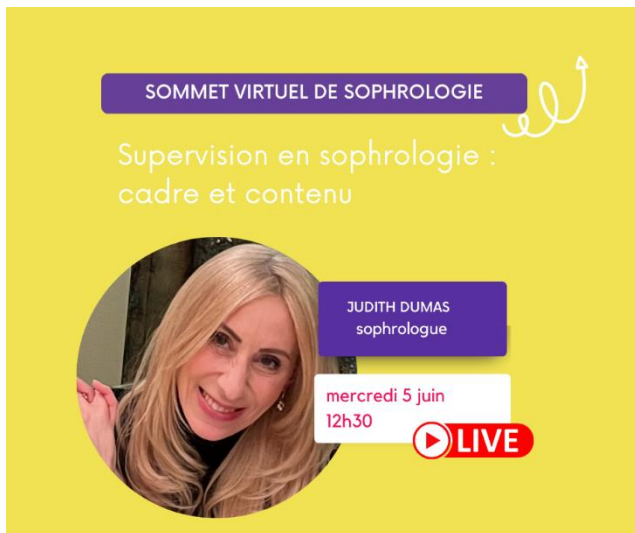 SOMMET VIRTUEL DE SOPHROLOGIE
Supervision en sophrologie :
cadre et contenu
JUDITH DUMAS
sophrologue
mercredi 5 juin
12h30
LIVE